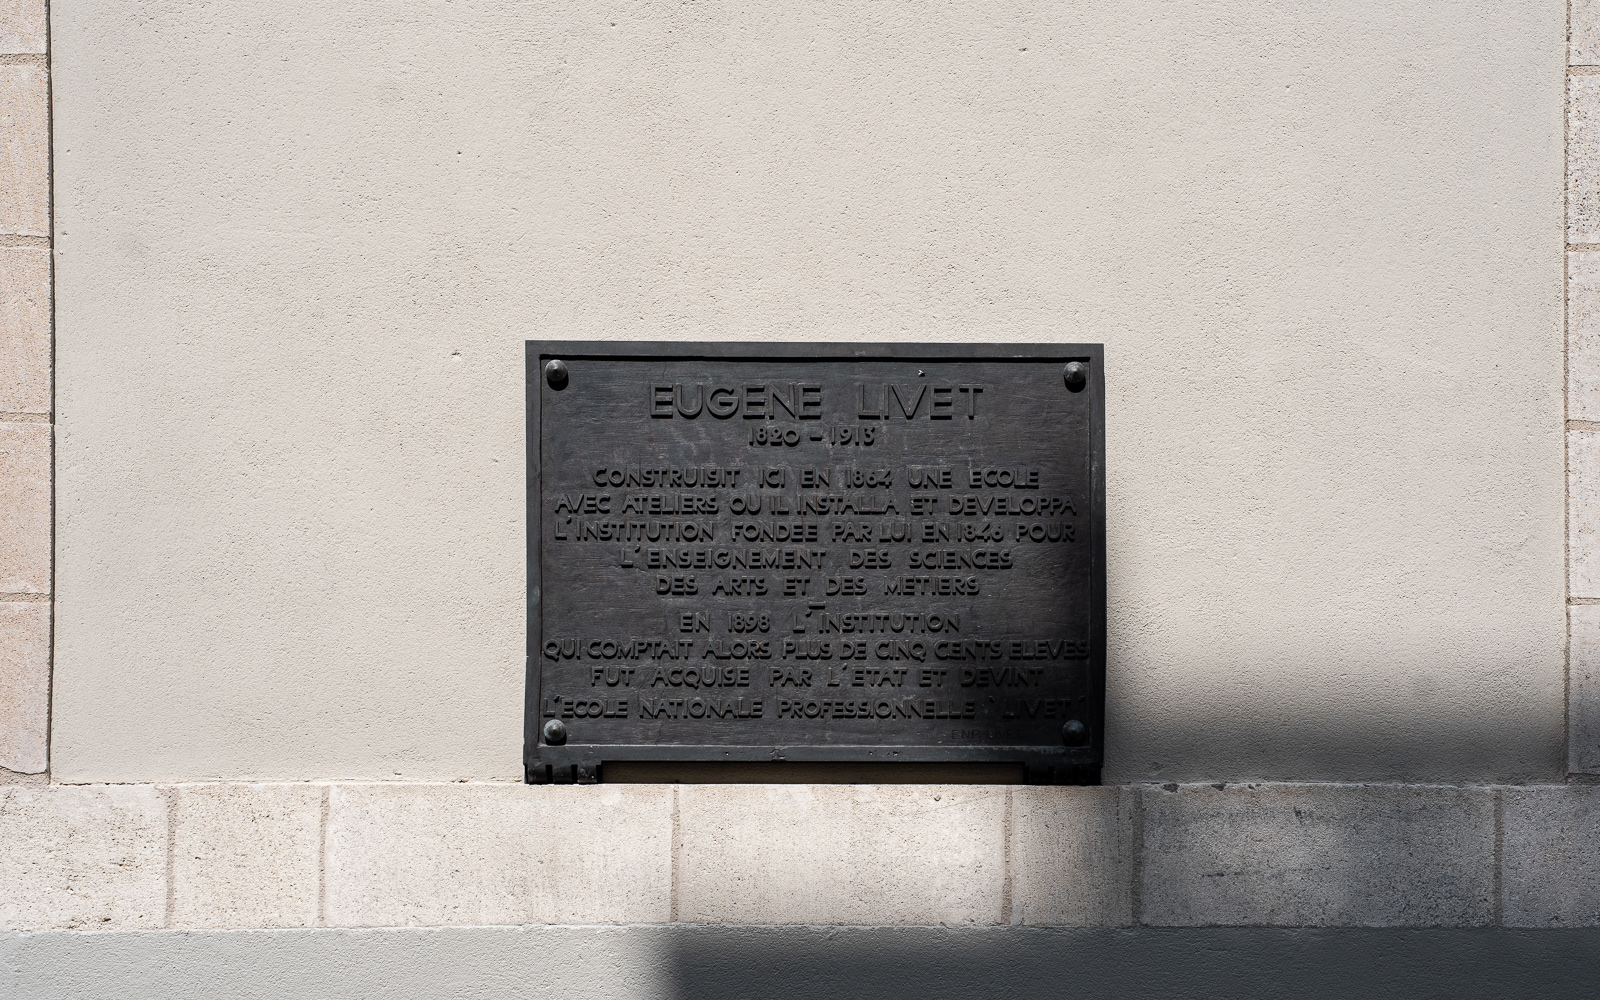 EUGENE LIVET
1820 - 1913
CONSTRUISIT ICI EN 1864 UNE ECOLE
AVEC ATELIERS OU IL INSTALLA ET DEVELOPPA
L'INSTITUTION FONDEE PAR LUI EN 1846 POUR
L'ENSEIGNEMENT DES SCIENCES
DES ARTS ET DES METIERS
–
EN 1898 L'INSTITUTION
QUI COMPTAIT ALORS PLUS DE CINQ CENTS ELEVES
FUT ACQUISE PAR L'ETAT ET DEVINT
L'ECOLE NATIONALE PROFESSIONNELLE "LIVET"
E.N.P. LIVET